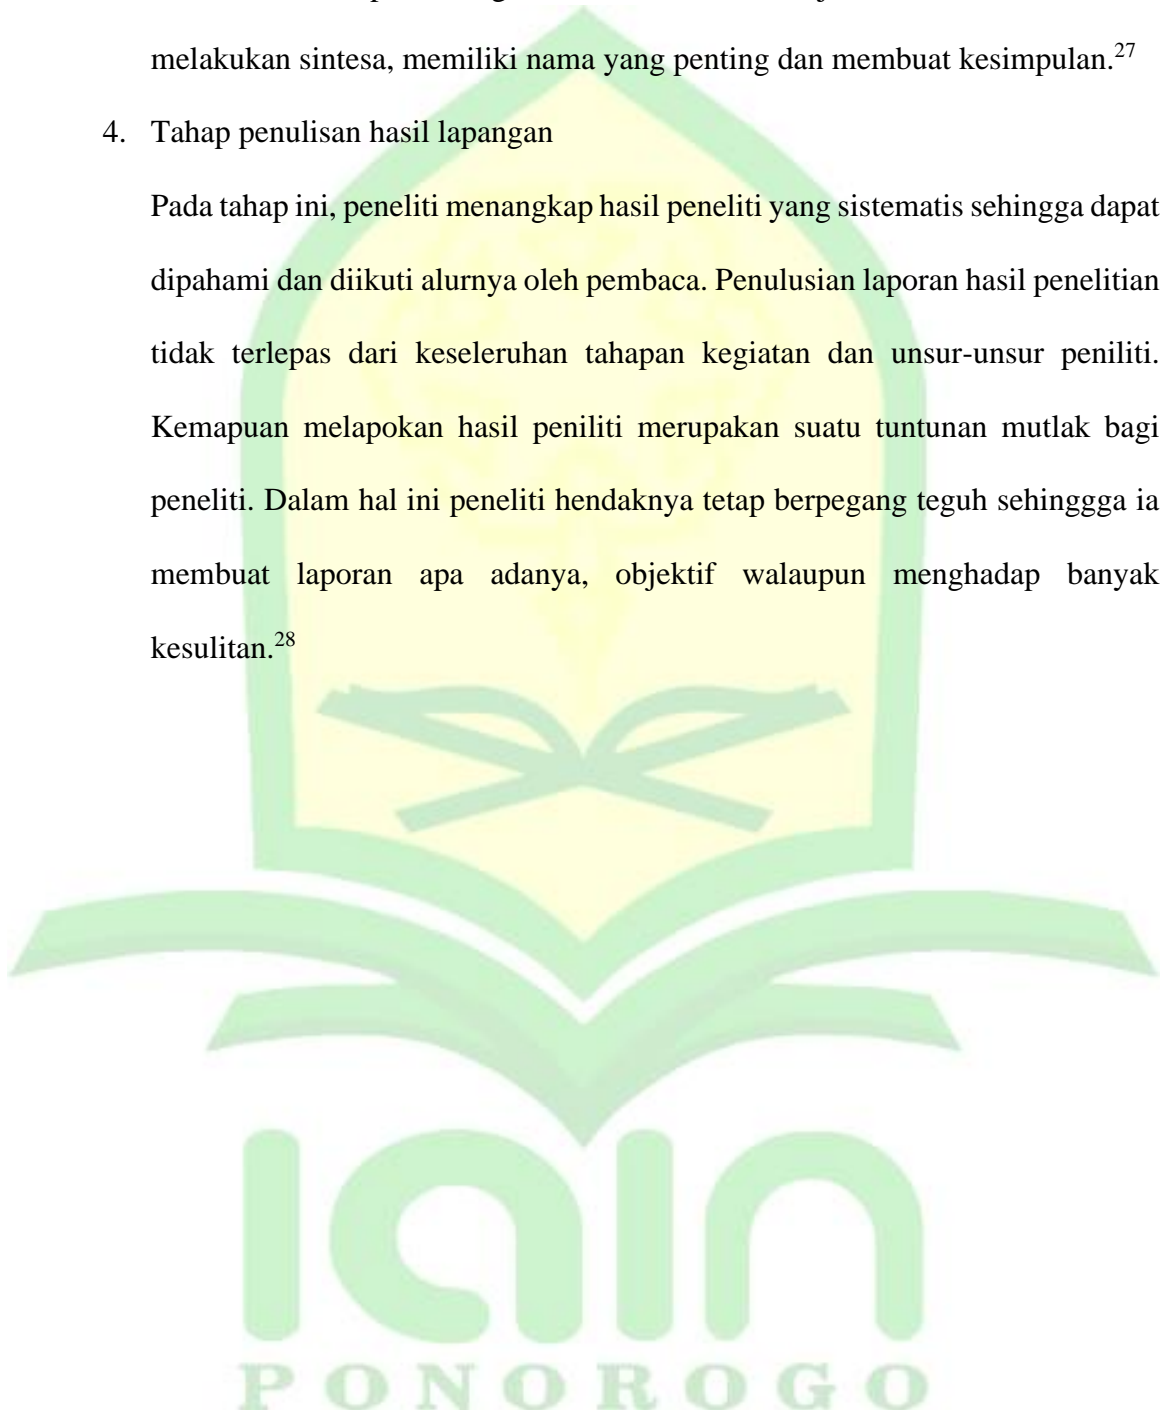 melakukan sintesa, memiliki nama yang penting dan membuat kesimpulan.27
4. Tahap penulisan hasil lapangan
Pada tahap ini, peneliti menangkap hasil peneliti yang sistematis sehingga dapat
dipahami dan diikuti alurnya oleh pembaca. Penulusian laporan hasil penelitian
tidak terlepas dari keseleruhan tahapan kegiatan dan unsur-unsur peniliti.
Kemapuan melapokan hasil peniliti merupakan suatu tuntunan mutlak bagi
peneliti. Dalam hal ini peneliti hendaknya tetap berpegang teguh sehinggga ia
membuat laporan apa adanya, objektif walaupun menghadap banyak
kesulitan.28
iain
PONOROGO